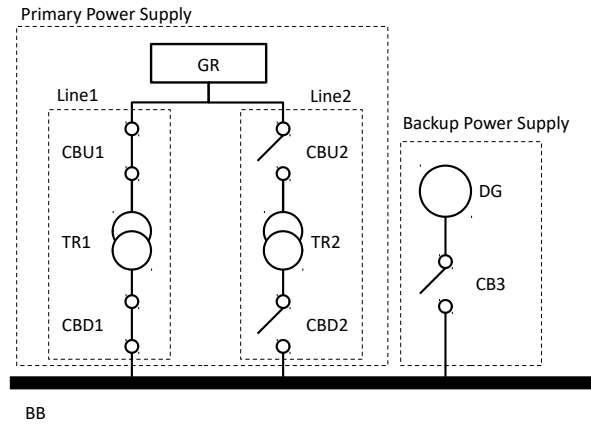 Primary Power Supply
GR
Line1
Line2
Backup Power Supply
CBU1
CBU2
DG
TR1
TR2
CB3
CBD1
CBD2
BB